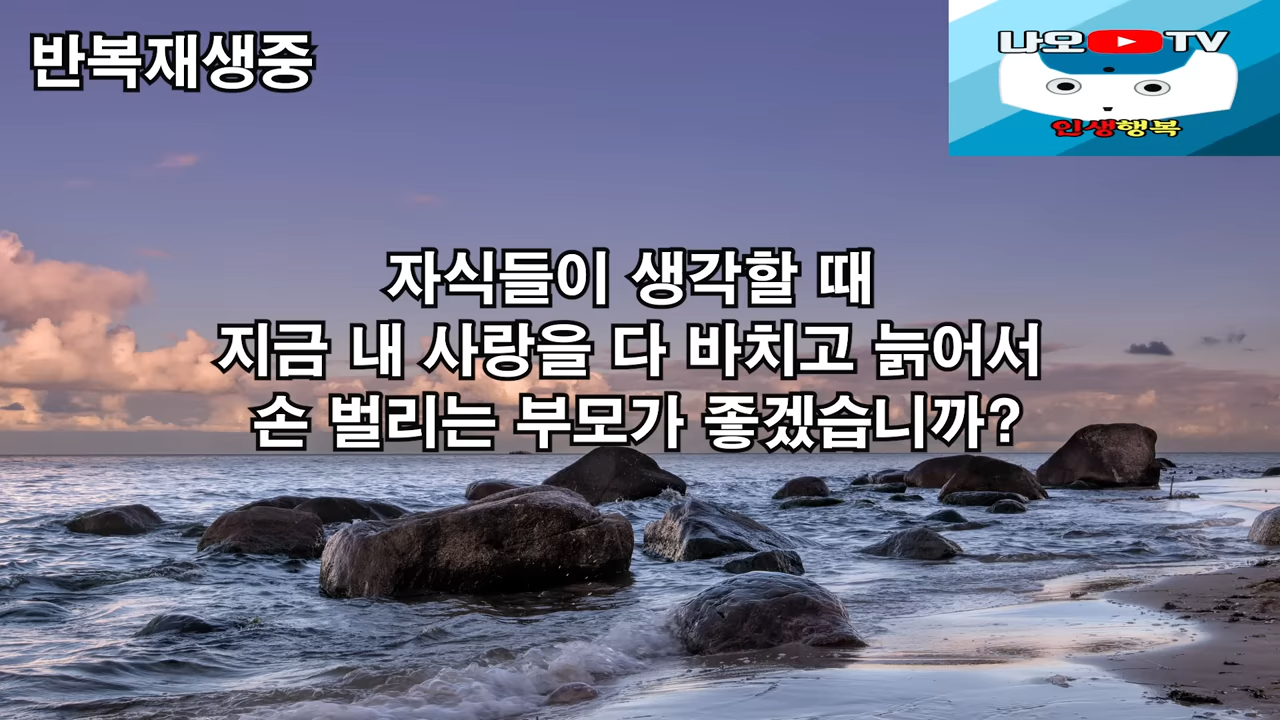 반복재생중
나오 TV
인생행복
자식들이 생각할 때
지금 내 사랑을 다 바치고 늙어서
손 벌리는 부모가 좋겠습니까?